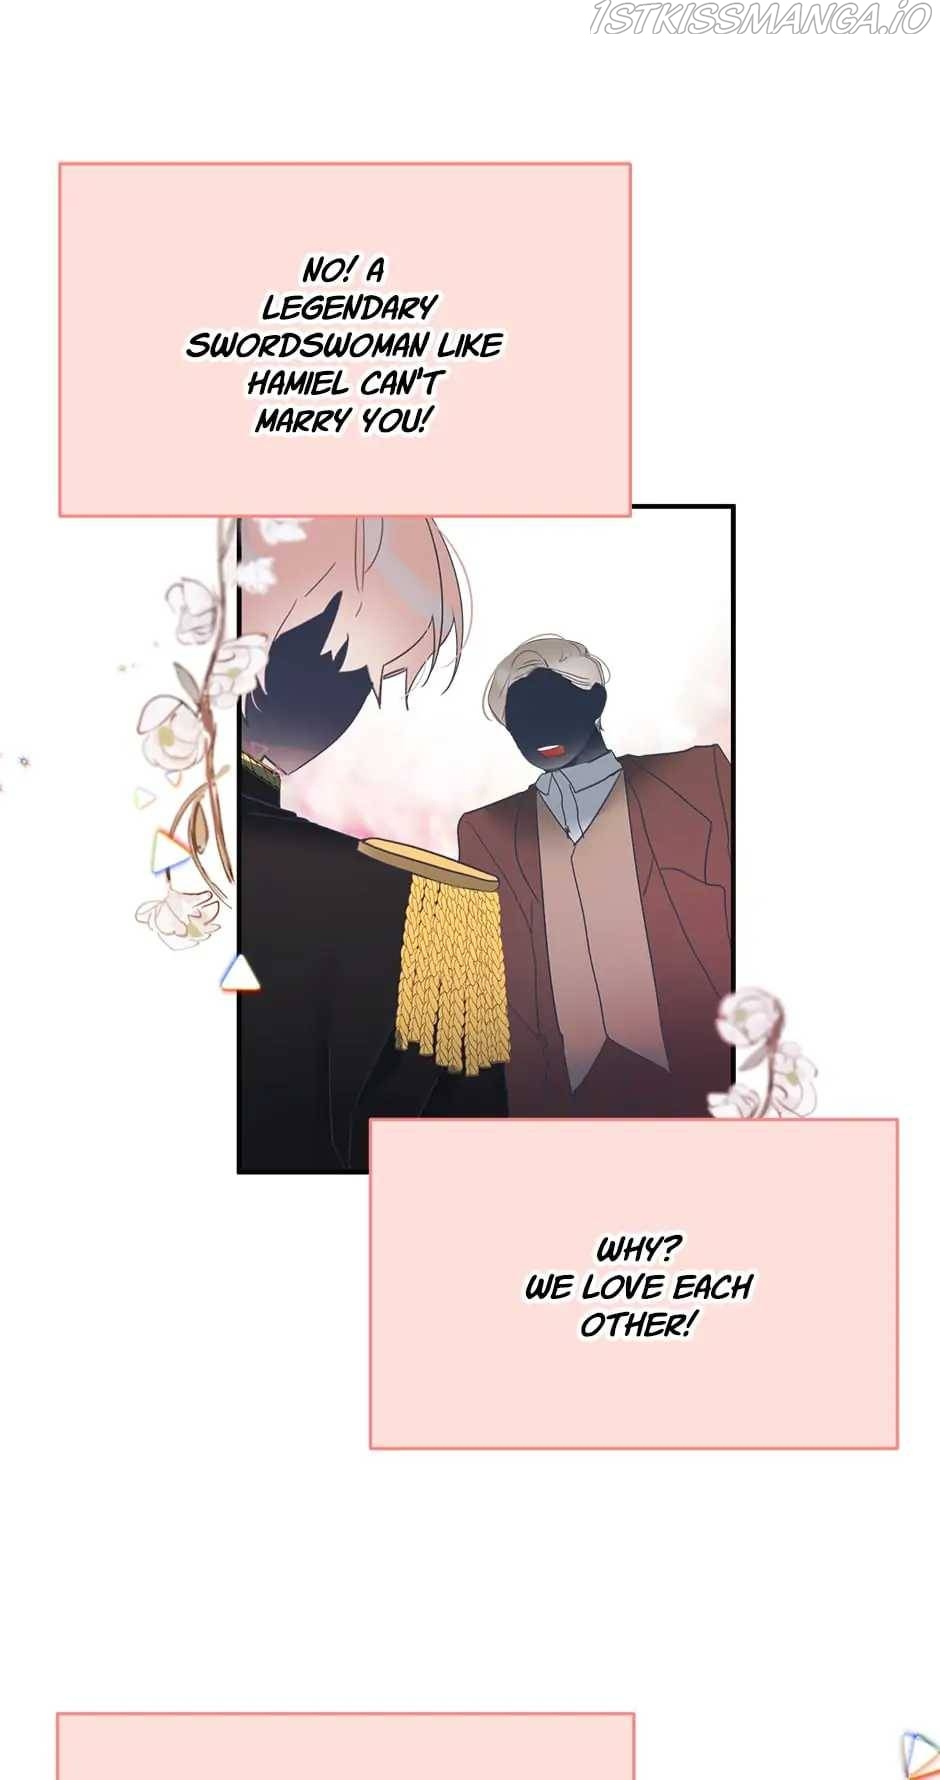 1STKISSMANGA.IO
NO! A
LEGENDARY
SWORDSWOMAN LIKE
HAMIEL CAN'T
MARRY YOU!
WHY?
WE LOVE EACH
OTHER!